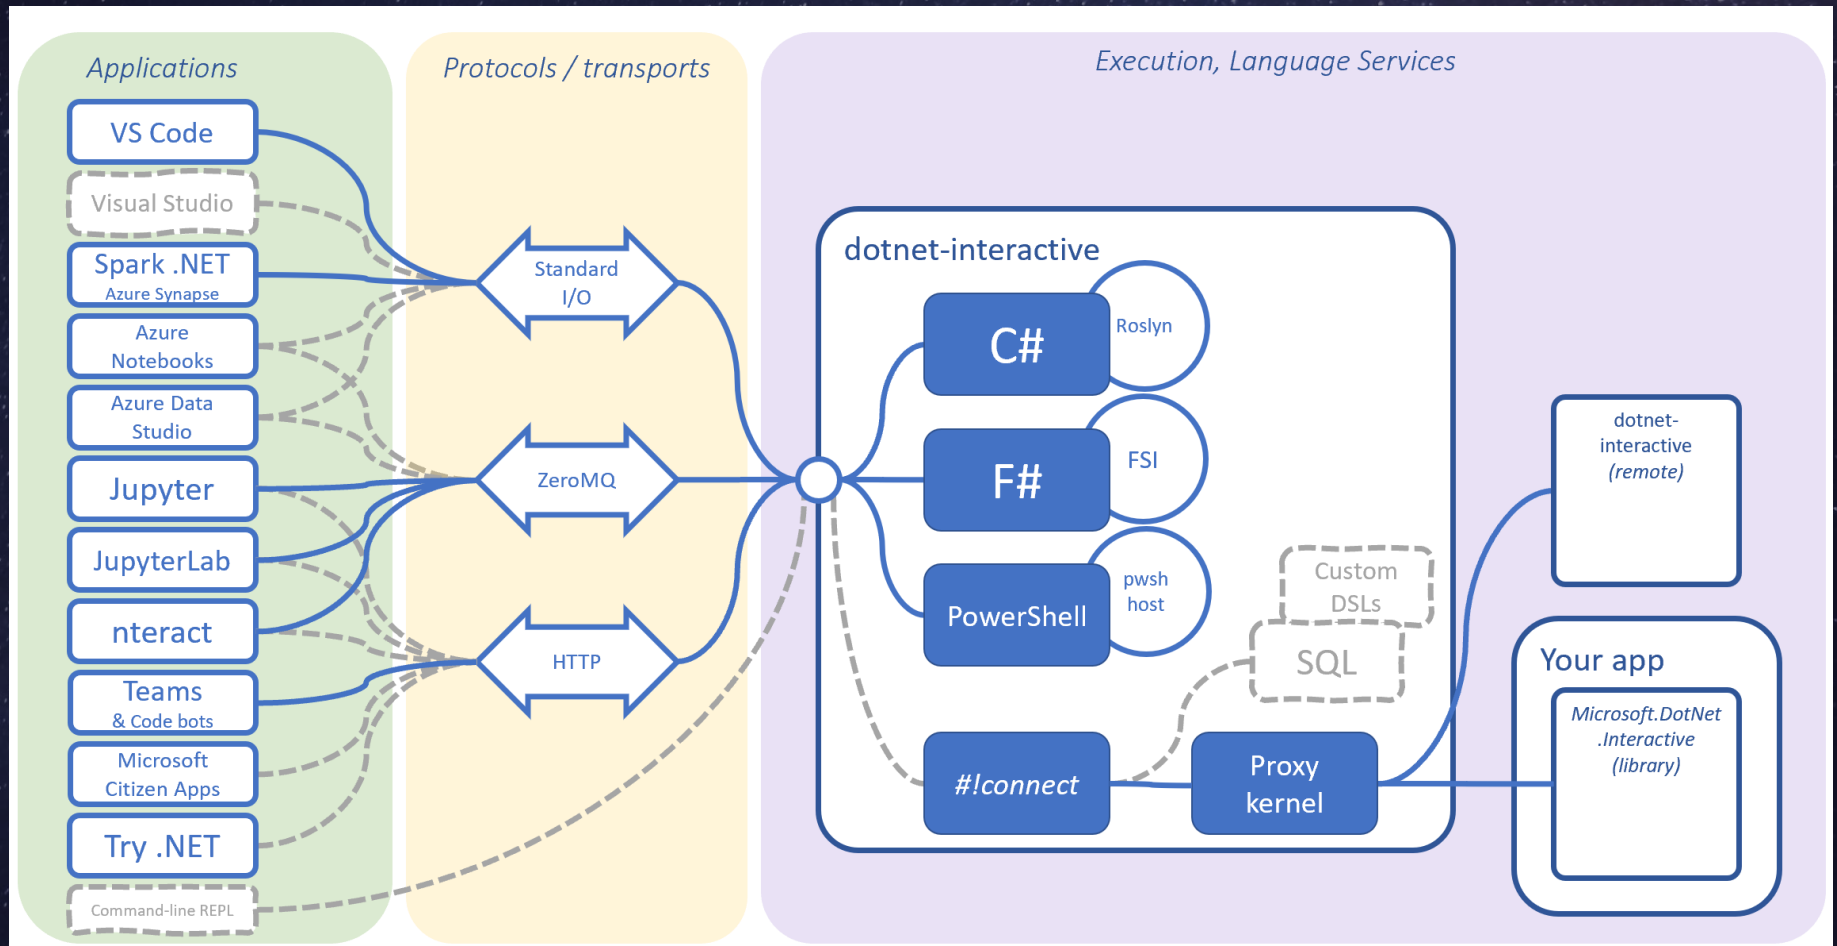 Applications
VS Code
Visual Studio
Spark .NET
Azure Synapse
Azure
Notebooks
Azure Data
Studio
Jupyter
JupyterLab
nteract
Teams
& Code bots
Microsoft
Citizen Apps
Try .NET
Command-line REPL
Protocols / transports
Standard
I/O
ZeroMQ
HTTP
Execution, Language Services
dotnet-interactive
C#
Roslyn
F#
FSI
PowerShell
pwsh
host
Custom
DSLs
SQL
#!connect
Proxy
kernel
dotnet-
interactive
(remote)
Your app
Microsoft.DotNet
.Interactive
(library)